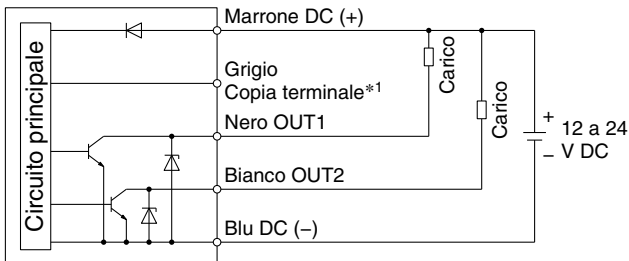 Circuito principale
Marrone DC (+)
Grigio
Copia terminale*1
Nero OUT1
Bianco OUT2
Blu DC (−)
Carico
Carico
+
−
12 a 24
V DC